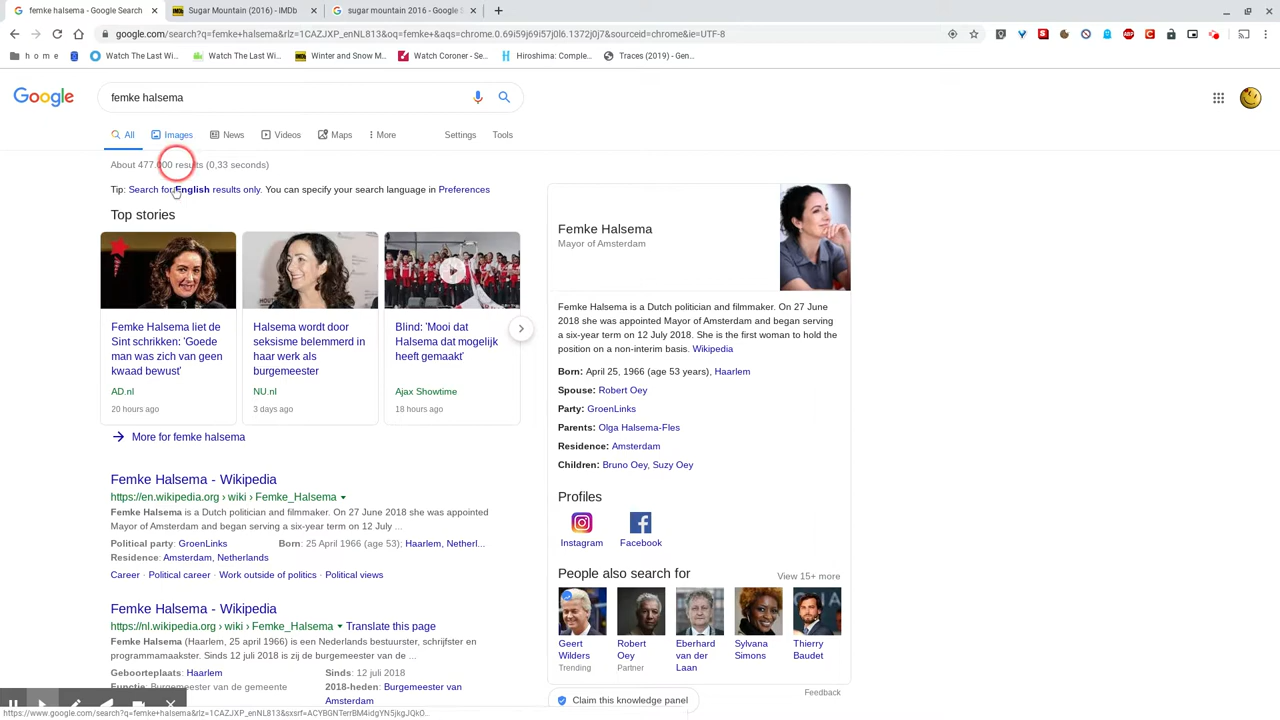 femke halsema - Google Search
Sugar Mountain (2016) - IMDb
sugar mountain 2016 - Google S
google.com/search?q=femke+halsema&rlz=1CAZJXP_enNL813&oq=femke+&aqs=chrome.0.69i59j69i57j0l6.1372j0j7&sourceid=chrome&ie=UTF-8
h o m e
Watch The Last Wi...
Watch The Last Wi...
Winter and Snow M...
Watch Coroner - Se...
Hiroshima: Comple...
Traces (2019) - Gen...
Google
femke halsema
All
Images
News
Videos
Maps
More
Settings
Tools
About 477.000 results (0,33 seconds)
Tip: Search for English results only. You can specify your search language in Preferences
Top stories
Femke Halsema liet de
Sint schrikken: 'Goede
man was zich van geen
kwaad bewust'
AD.nl
20 hours ago
Halsema wordt door
seksisme belemmerd in
haar werk als
burgemeester
NU.nl
3 days ago
Blind: 'Mooi dat
Halsema dat mogelijk
heeft gemaakt'
Ajax Showtime
18 hours ago
More for femke halsema
Femke Halsema - Wikipedia
https://en.wikipedia.org › wiki › Femke_Halsema
Femke Halsema is a Dutch politician and filmmaker. On 27 June 2018 she was appointed
Mayor of Amsterdam and began serving a six-year term on 12 July ...
Political party: GroenLinks
Born: 25 April 1966 (age 53); Haarlem, Netherl...
Residence: Amsterdam, Netherlands
Career · Political career · Work outside of politics · Political views
Femke Halsema - Wikipedia
https://nl.wikipedia.org › wiki › Femke_Halsema
Translate this page
Femke Halsema (Haarlem, 25 april 1966) is een Nederlands bestuurster, schrijfster en
programmamaakster. Sinds 12 juli 2018 is zij de burgemeester van de ...
Geboorteplaats: Haarlem
Sinds: 12 juli 2018
Functie: Burgemeester van de gemeente
2018-heden: Burgemeester van
Amsterdam
Femke Halsema
Mayor of Amsterdam
Femke Halsema is a Dutch politician and filmmaker. On 27 June
2018 she was appointed Mayor of Amsterdam and began serving
a six-year term on 12 July 2018. She is the first woman to hold the
position on a non-interim basis. Wikipedia
Born: April 25, 1966 (age 53 years), Haarlem
Spouse: Robert Oey
Party: GroenLinks
Parents: Olga Halsema-Fles
Residence: Amsterdam
Children: Bruno Oey, Suzy Oey
Profiles
Instagram
Facebook
People also search for
View 15+ more
Geert
Wilders
Trending
Robert
Oey
Partner
Eberhard
van der
Laan
Sylvana
Simons
Thierry
Baudet
Feedback
Claim this knowledge panel